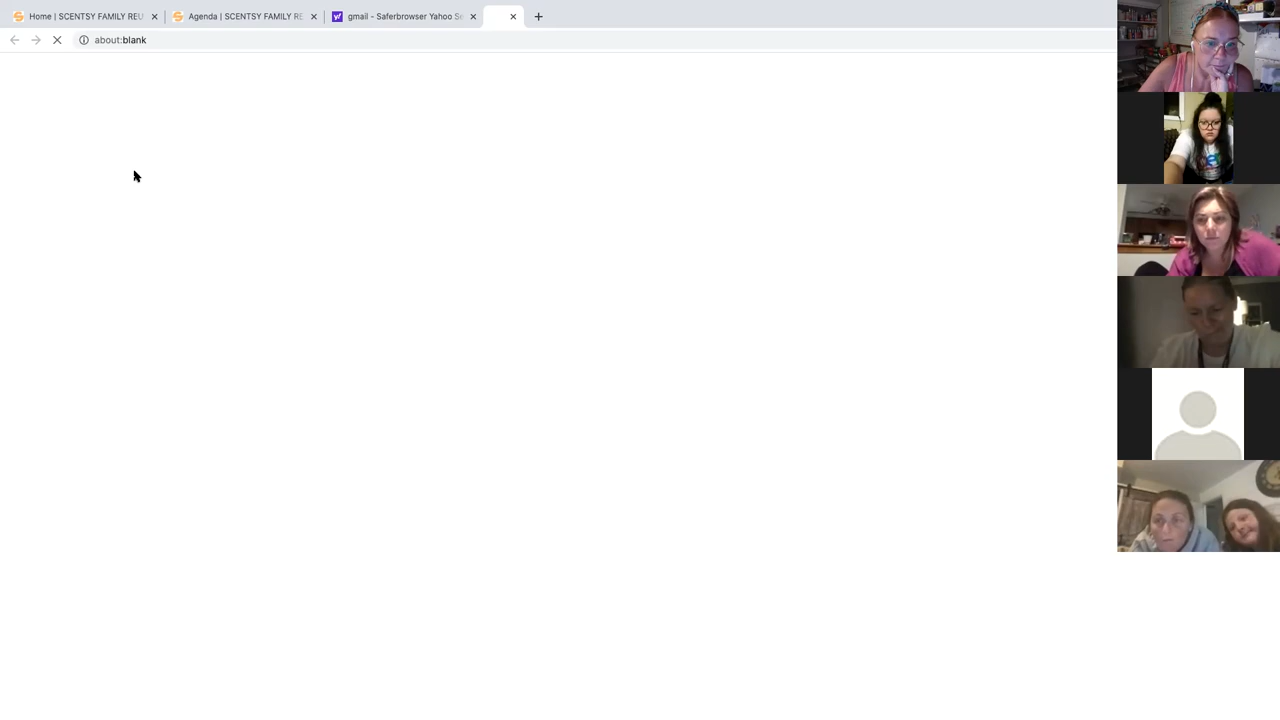 Home | SCENTSY FAMILY REU
Agenda | SCENTSY FAMILY RE
gmail - Saferbrowser Yahoo Se
about:blank